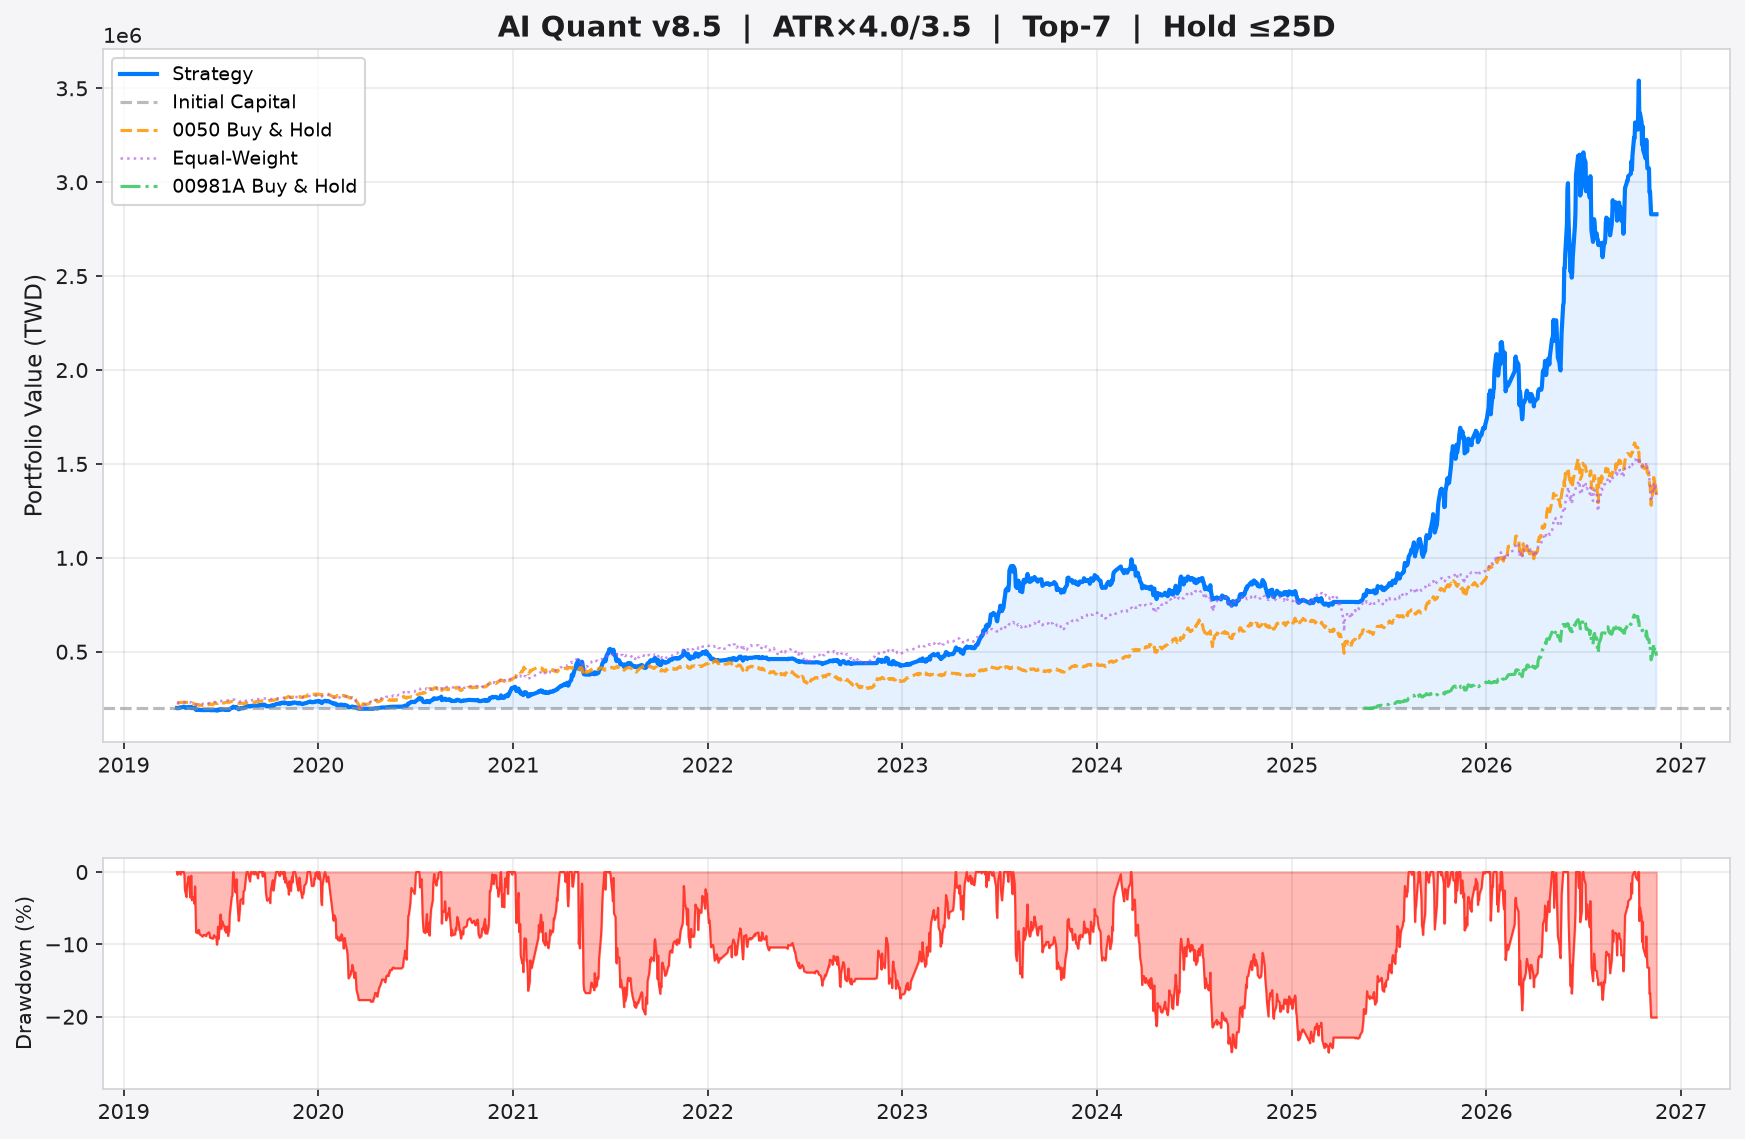 AI Quant v8.5 | ATR×4.0/3.5 | Top-7 | Hold ≤25D
1e6
Strategy
Initial Capital
0050 Buy & Hold
Equal-Weight
00981A Buy & Hold
Portfolio Value (TWD)
3.5
3.0
2.5
2.0
1.5
1.0
0.5
2019 2020 2021 2022 2023 2024 2025 2026 2027
Drawdown (%)
0
−10
−20
2019 2020 2021 2022 2023 2024 2025 2026 2027